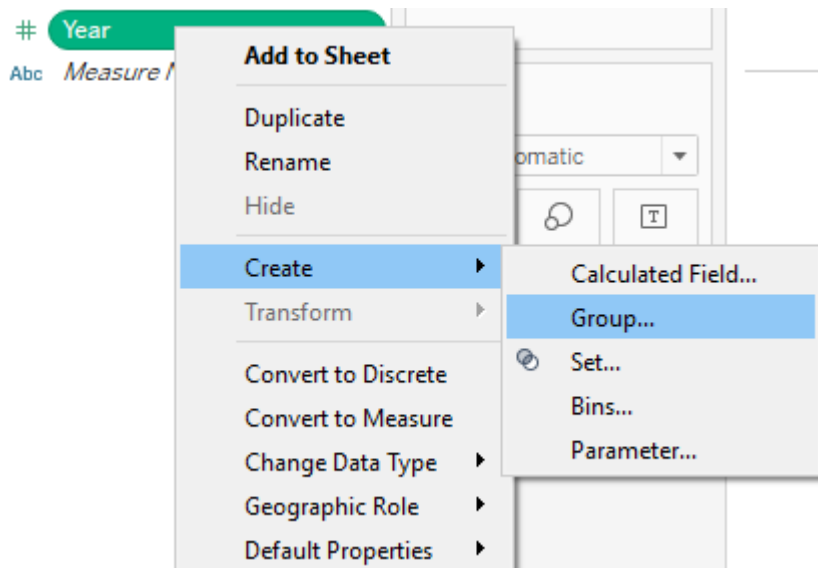 # Year
Abc Measure
Add to Sheet
Duplicate
Rename
Hide
omatic
T
Create
Transform
Convert to Discrete
Convert to Measure
Change Data Type
Geographic Role
Default Properties
Calculated Field...
Group...
Set...
Bins...
Parameter...